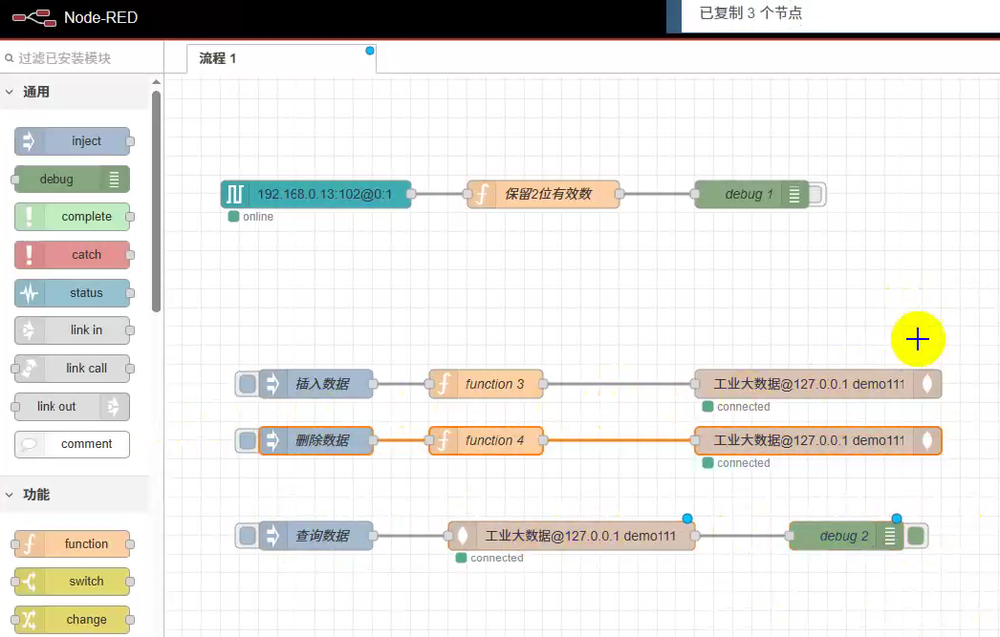 Node-RED
已复制 3 个节点
过滤已安装模块
流程 1
通用
inject
debug
complete
catch
status
link in
link call
link out
comment
功能
function
switch
change
192.168.0.13:102@0:1
保留2位有效数
debug 1
online
插入数据
function 3
工业大数据@127.0.0.1 demo111
connected
删除数据
function 4
工业大数据@127.0.0.1 demo111
connected
查询数据
工业大数据@127.0.0.1 demo111
debug 2
connected